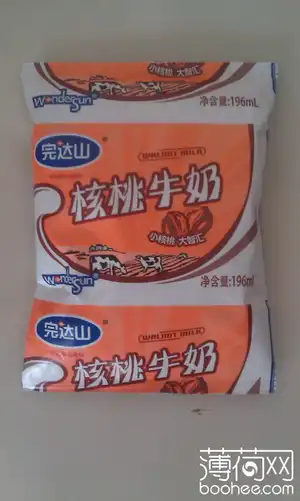 小核桃 大智汇
Wondersun
净含量:196mL
完达山
WALNUT MILK
核桃牛奶
小核桃 大智汇
Wondersun
净含量:196mL
完达山
WALNUT MILK
核桃牛奶
薄荷网
boohee.com